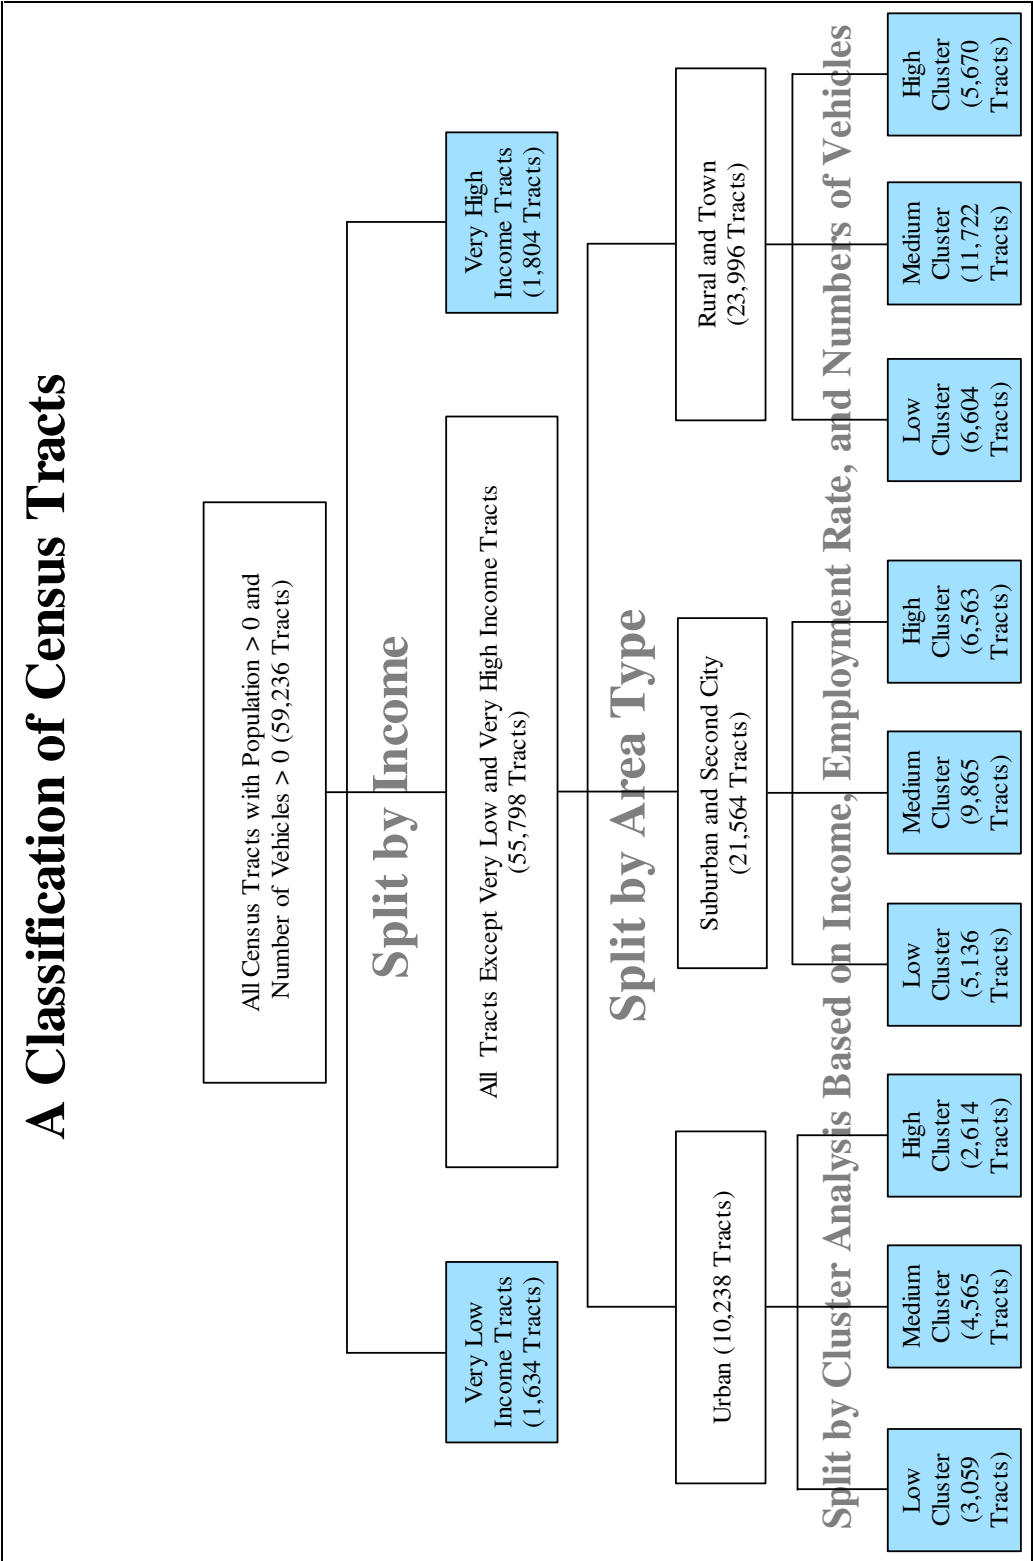 A Classification of Census Tracts
All Census Tracts with Population > 0 and
Number of Vehicles > 0 (59,236 Tracts)
Split by Income
Very Low
Income Tracts
(1,634 Tracts)
All Tracts Except Very Low and Very High Income Tracts
(55,798 Tracts)
Very High
Income Tracts
(1,804 Tracts)
Split by Area Type
Urban (10,238 Tracts)
Suburban and Second City
(21,564 Tracts)
Rural and Town
(23,996 Tracts)
Split by Cluster Analysis Based on Income, Employment Rate, and Numbers of Vehicles
Low
Cluster
(3,059
Tracts)
Medium
Cluster
(4,565
Tracts)
High
Cluster
(2,614
Tracts)
Low
Cluster
(5,136
Tracts)
Medium
Cluster
(9,865
Tracts)
High
Cluster
(6,563
Tracts)
Low
Cluster
(6,604
Tracts)
Medium
Cluster
(11,722
Tracts)
High
Cluster
(5,670
Tracts)